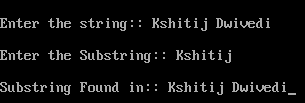 Enter the string:: Kshitij Dwivedi
Enter the Substring:: Kshitij
Substring Found in:: Kshitij Dwivedi_